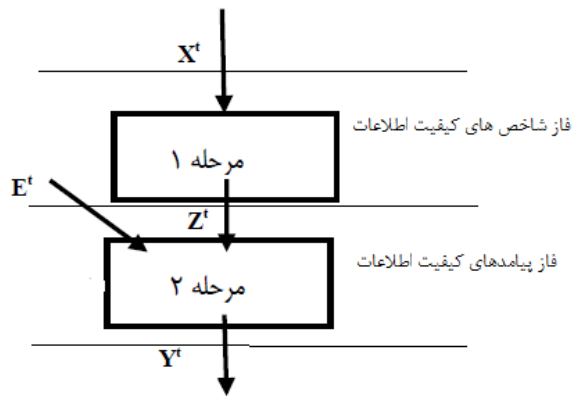 X^t
فاز شاخص های کیفیت اطلاعات
مرحله ۱
E^t
Z^t
فاز پیامدهای کیفیت اطلاعات
مرحله ۲
Y^t